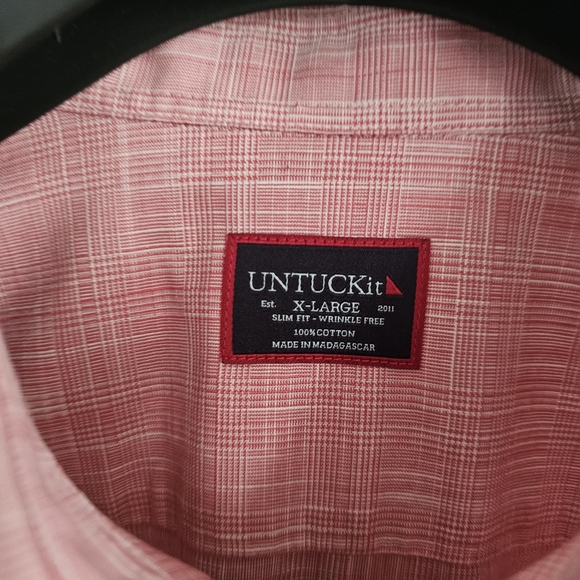 UNTUCKit
Est. X-LARGE 2011
SLIM FIT - WRINKLE FREE
100% COTTON
MADE IN MADAGASCAR